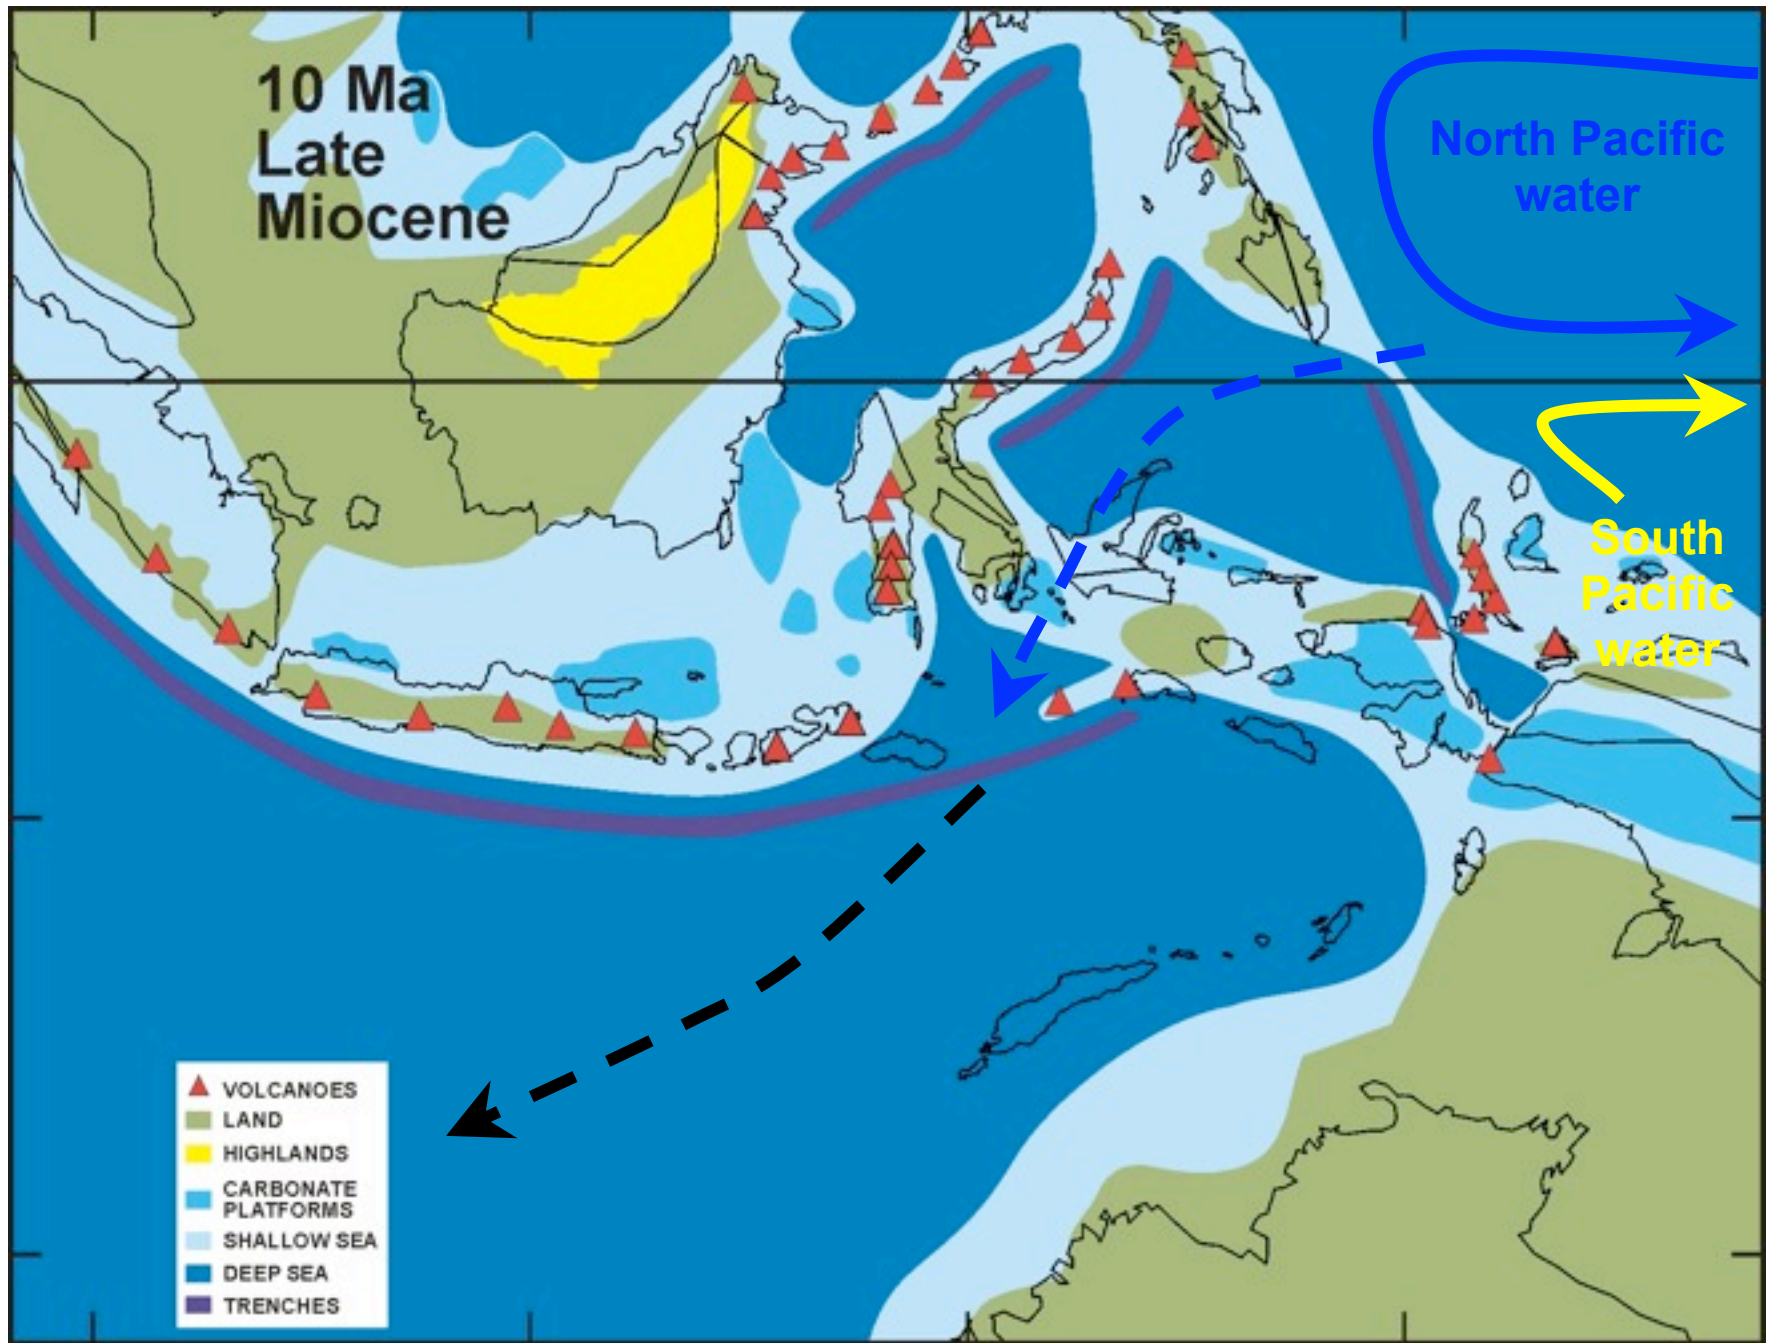 10 Ma
Late
Miocene
North Pacific
water
South
Pacific
water
VOLCANOES
LAND
HIGHLANDS
CARBONATE
PLATFORMS
SHALLOW SEA
DEEP SEA
TRENCHES